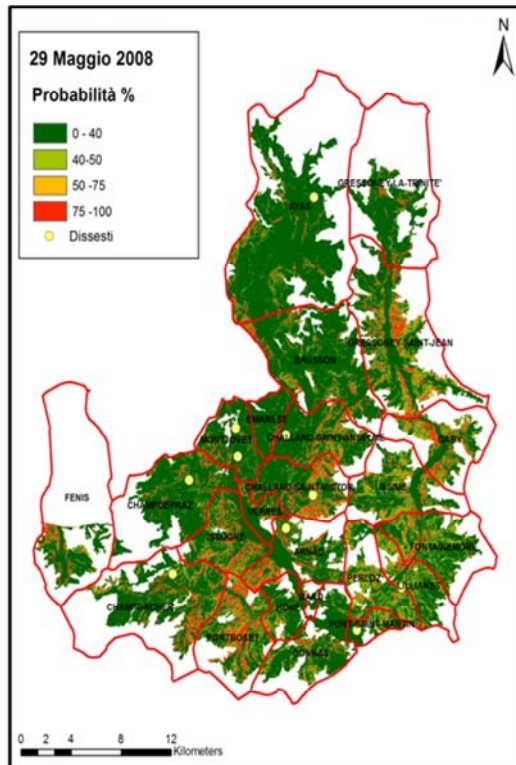 29 Maggio 2008
N
Probabilità %
0 - 40
40-50
50 -75
75 -100
Dissesti
GRESSONEY-LA-TRINITE'
AYAS
GRESSONEY-SAINT-JEAN
BRUSSON
EMARESE
MONTJOVET
CHALLAND-SAINT-ANSELME
GABY
CHAMPDEPRAZ
CHALLAND-SAINT-VICTOR
ISSIME
FENIS
VERRES
ISSOGNE
ARNAD
FONTAINEMORE
PERLOZ
LILLIANES
CHAMPORCHER
BARD
HONE
PONTBOSET
PONT-SAINT-MARTIN
DONNAS
0 2 4 8 12
Kilometers